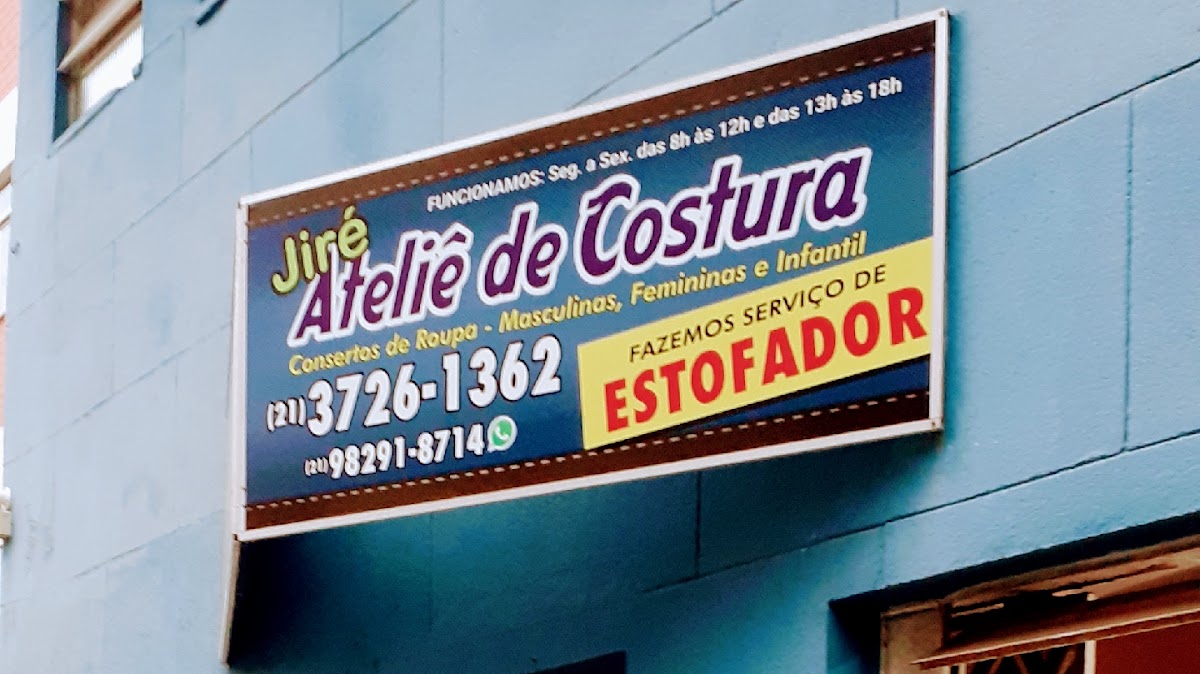 FUNCIONAMOS: Seg. a Sex. das 8h às 12h e das 13h às 18h
Jiré
Ateliê de Costura
Consertos de Roupa - Masculinas, Femininas e Infantil
(21) 3726-1362
(21) 98291-8714
FAZEMOS SERVIÇO DE
ESTOFADOR